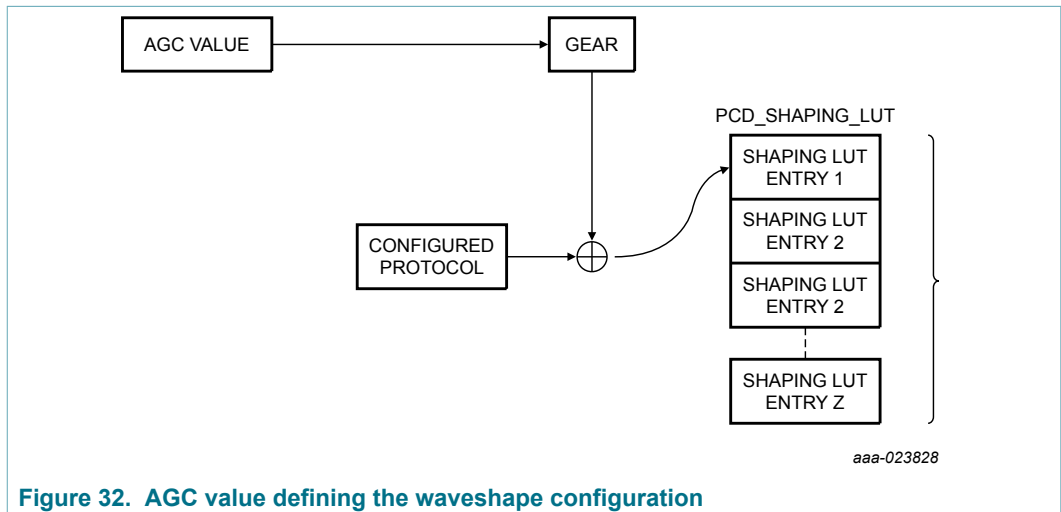 AGC VALUE
GEAR
PCD_SHAPING_LUT
SHAPING LUT
ENTRY 1
SHAPING LUT
ENTRY 2
CONFIGURED
PROTOCOL
SHAPING LUT
ENTRY 2
SHAPING LUT
ENTRY Z
aaa-023828
Figure 32. AGC value defining the waveshape configuration